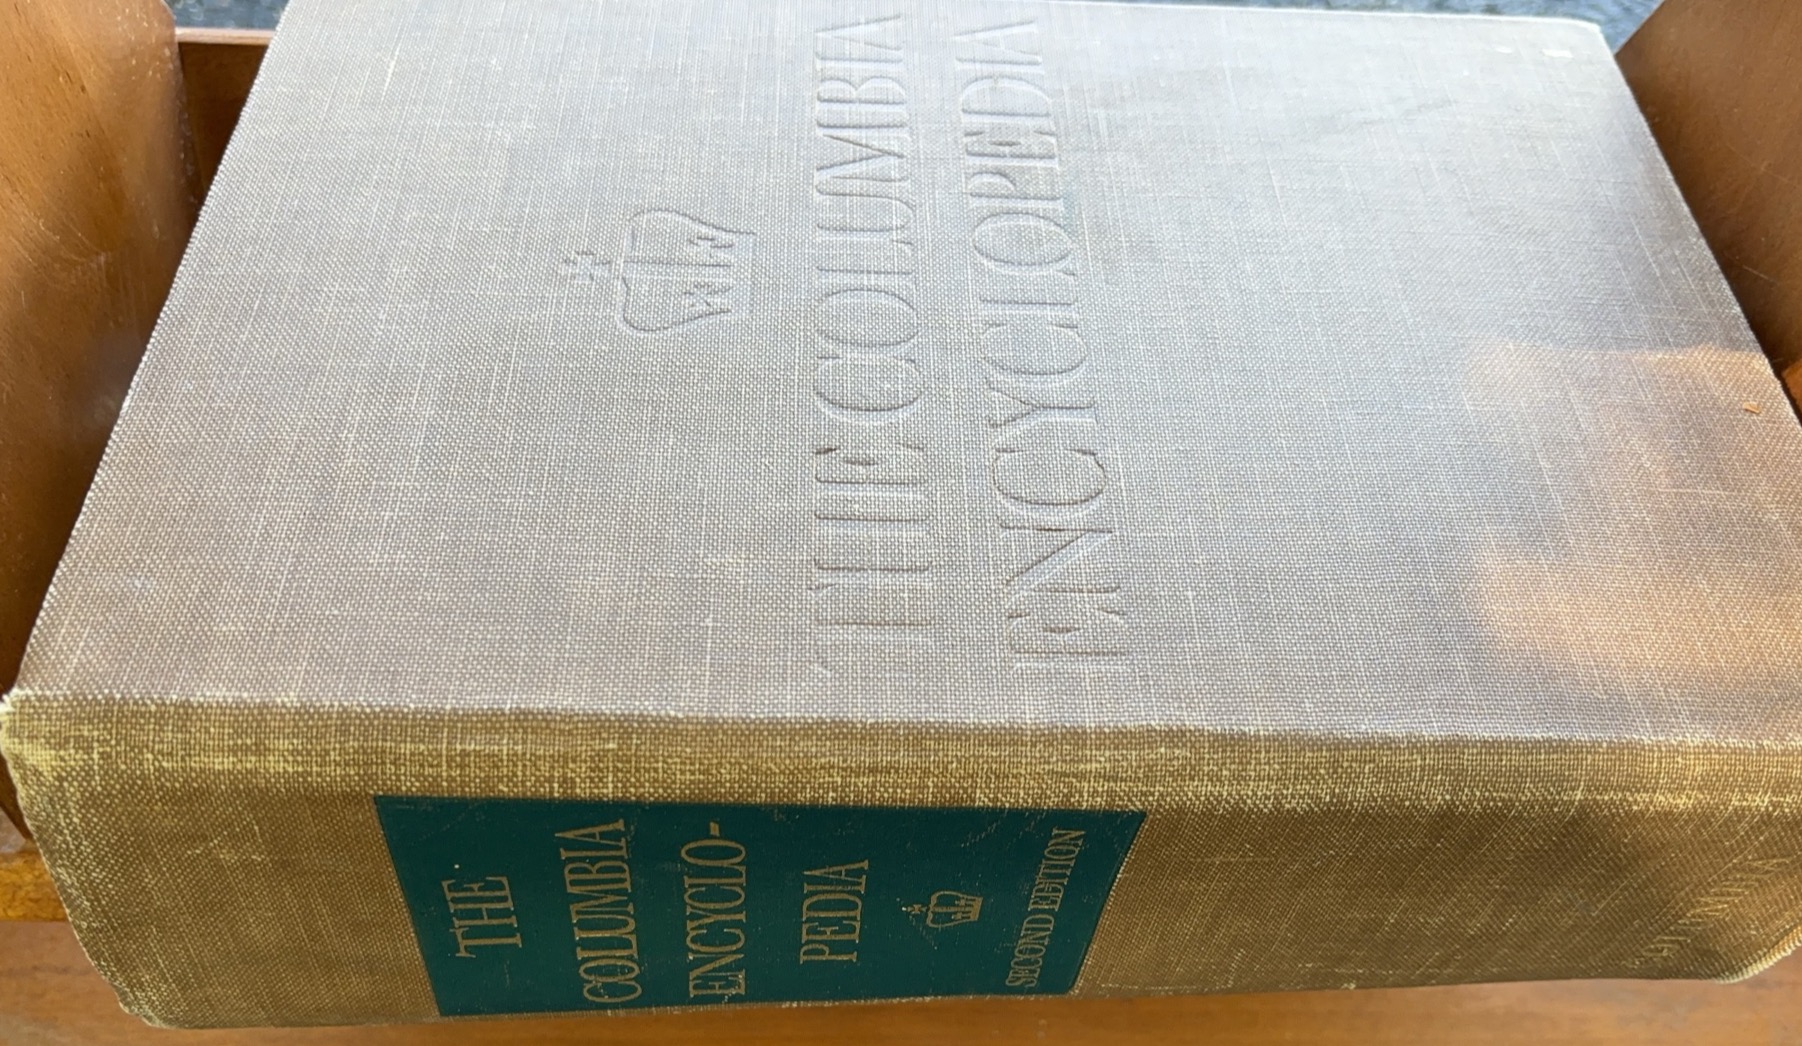 THE COLUMBIA
ENCYCLOPEDIA
THE
COLUMBIA
ENCYCLO-
PEDIA
SECOND EDITION